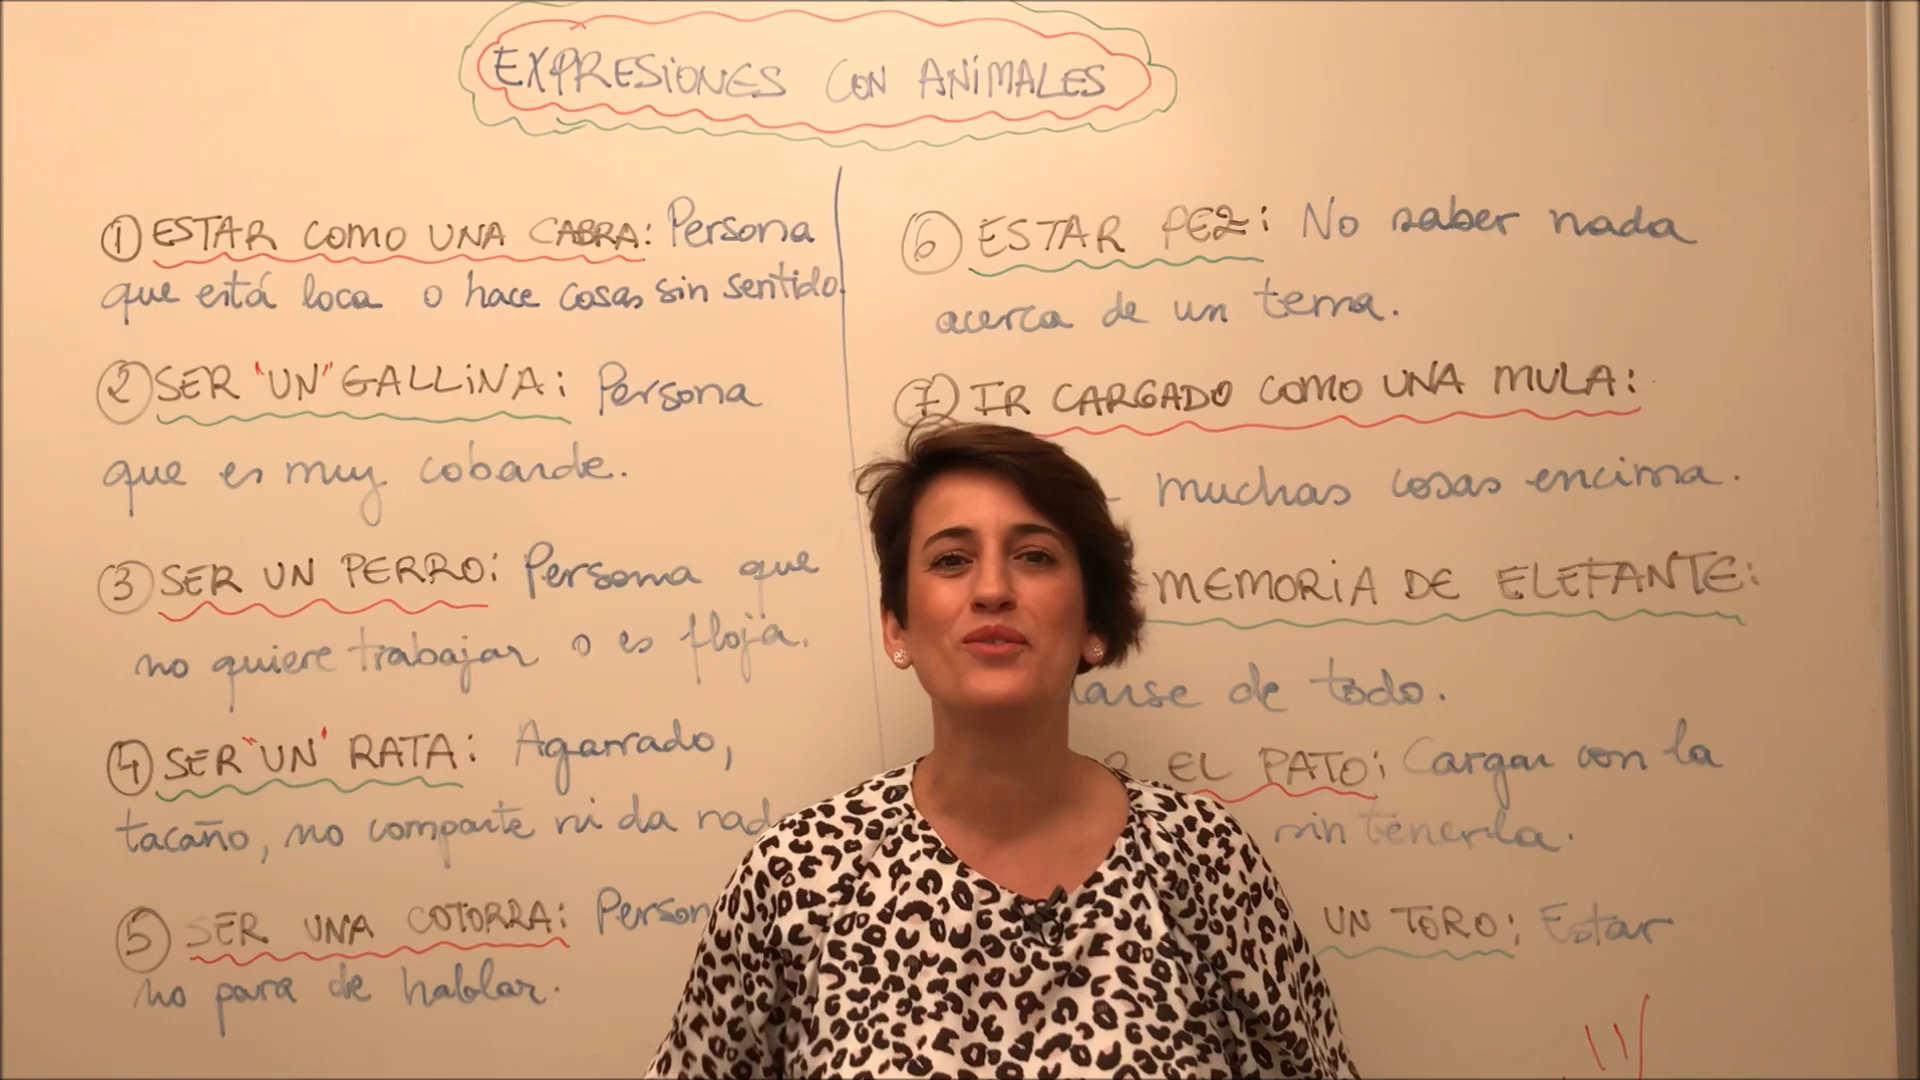 EXPRESIONES CON ANIMALES
① ESTAR COMO UNA CABRA: Persona
que está loca o hace cosas sin sentido.
② SER "UN" GALLINA: Persona
que es muy cobarde.
③ SER UN PERRO: Persona que
no quiere trabajar o es floja.
④ SER "UN" RATA: Agarrado,
tacaño, no comparte ni da nad
⑤ SER UNA COTORRA: Person
no para de hablar.
⑥ ESTAR PEZ: No saber nada
acerca de un tema.
⑦ IR CARGADO COMO UNA MULA:
muchas cosas encima.
MEMORIA DE ELEFANTE:
de todo.
EL PATO: Cargar con la
sin tenerla.
UN TORO: Estar